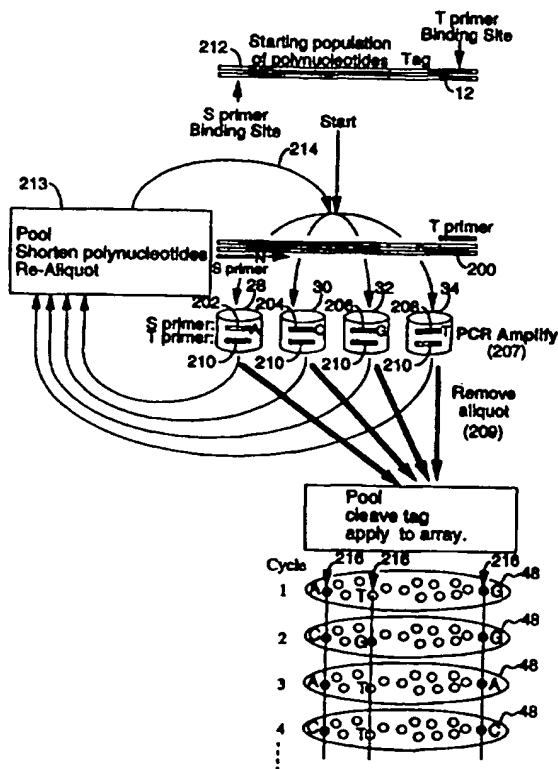 T primer
Binding Site
212
Starting population
of polynucleotides
Tag
12
S primer
Binding Site
Start
214
213
Pool
Shorten polynucleotides
Re-Aliquot
T primer
N
S primer
200
28
30
32
34
202
204
206
208
S primer:
T primer:
A
C
G
T
PCR Amplify
(207)
210
210
210
210
Remove
aliquot
(209)
Pool
cleave tag
apply to array.
Cycle
216
216
216
1
A
T
G
48
2
C
G
G
48
3
A
T
A
48
4
C
T
C
48